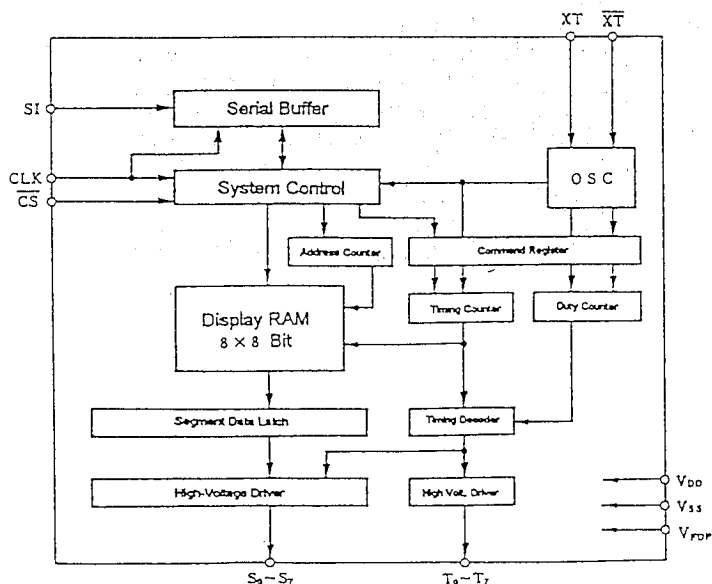 XT X̅T̅
SI
Serial Buffer
CLK
C̅S̅
System Control
OSC
Address Counter
Command Register
Display RAM
8 × 8 Bit
Timing Counter
Duty Counter
Segment Data Latch
Timing Decoder
High-Voltage Driver
High Volt. Driver
VDD
VSS
VFDP
S0~S7
T0~T7